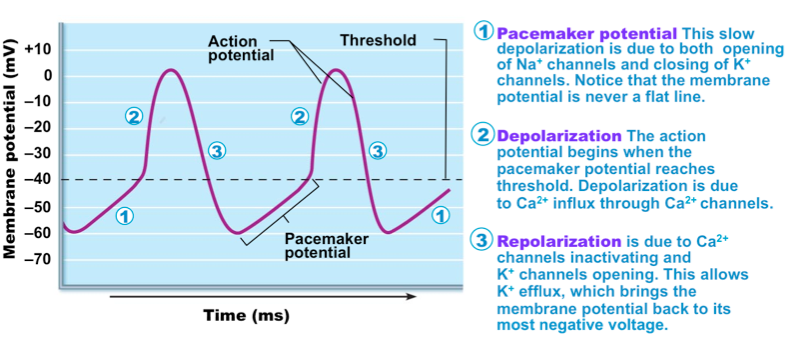 Membrane potential (mV)
+10
0
−10
−20
−30
−40
−50
−60
−70
Action
potential
Threshold
2
3
2
3
1
1
Pacemaker
potential
Time (ms)
1 Pacemaker potential This slow
depolarization is due to both opening
of Na⁺ channels and closing of K⁺
channels. Notice that the membrane
potential is never a flat line.
2 Depolarization The action
potential begins when the
pacemaker potential reaches
threshold. Depolarization is due
to Ca²⁺ influx through Ca²⁺ channels.
3 Repolarization is due to Ca²⁺
channels inactivating and
K⁺ channels opening. This allows
K⁺ efflux, which brings the
membrane potential back to its
most negative voltage.